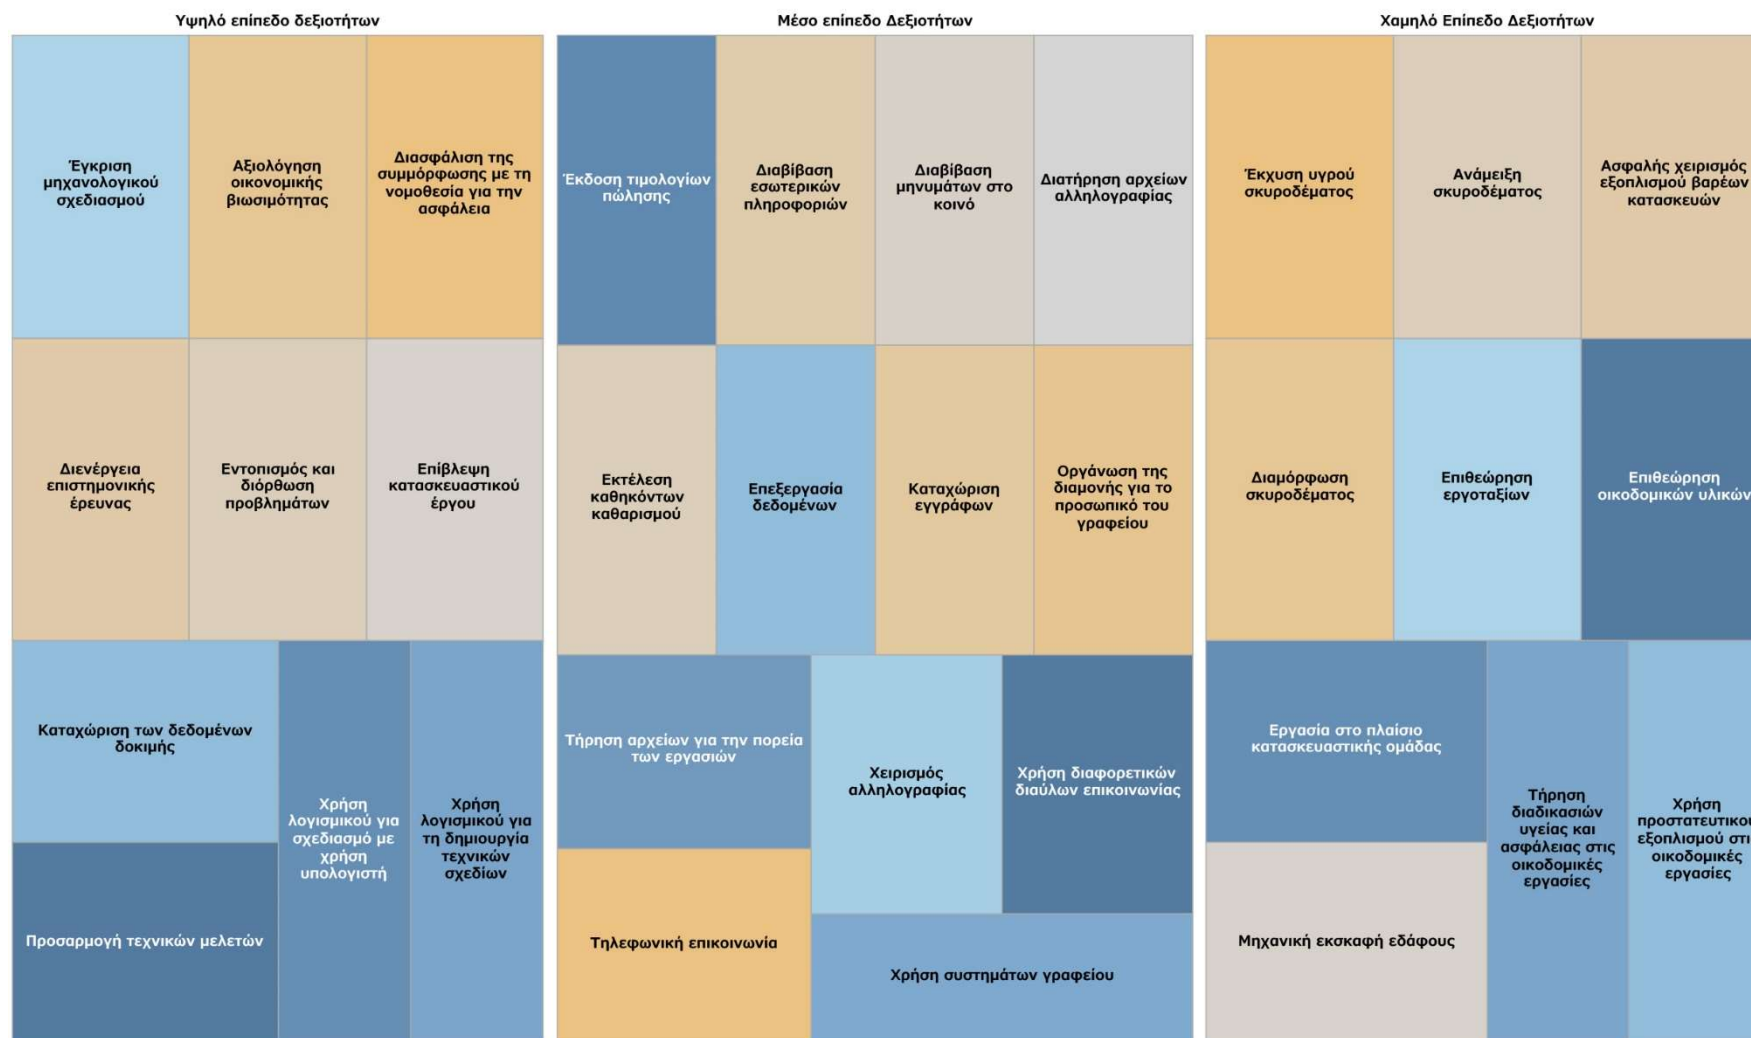 Υψηλό επίπεδο δεξιοτήτων
Έγκριση
μηχανολογικού
σχεδιασμού
Αξιολόγηση
οικονομικής
βιωσιμότητας
Διασφάλιση της
συμμόρφωσης με τη
νομοθεσία για την
ασφάλεια
Διενέργεια
επιστημονικής
έρευνας
Εντοπισμός και
διόρθωση
προβλημάτων
Επίβλεψη
κατασκευαστικού
έργου
Καταχώριση των δεδομένων
δοκιμής
Προσαρμογή τεχνικών μελετών
Χρήση
λογισμικού για
σχεδιασμό με
χρήση
υπολογιστή
Χρήση
λογισμικού για
τη δημιουργία
τεχνικών
σχεδίων
Μέσο επίπεδο Δεξιοτήτων
Έκδοση τιμολογίων
πώλησης
Διαβίβαση
εσωτερικών
πληροφοριών
Διαβίβαση
μηνυμάτων στο
κοινό
Διατήρηση αρχείων
αλληλογραφίας
Εκτέλεση
καθηκόντων
καθαρισμού
Επεξεργασία
δεδομένων
Καταχώριση
εγγράφων
Οργάνωση της
διαμονής για το
προσωπικό του
γραφείου
Τήρηση αρχείων για την πορεία
των εργασιών
Τηλεφωνική επικοινωνία
Χειρισμός
αλληλογραφίας
Χρήση διαφορετικών
διαύλων επικοινωνίας
Χρήση συστημάτων γραφείου
Χαμηλό Επίπεδο Δεξιοτήτων
Έκχυση υγρού
σκυροδέματος
Ανάμειξη
σκυροδέματος
Ασφαλής χειρισμός
εξοπλισμού βαρέων
κατασκευών
Διαμόρφωση
σκυροδέματος
Επιθεώρηση
εργοταξίων
Επιθεώρηση
οικοδομικών υλικών
Εργασία στο πλαίσιο
κατασκευαστικής ομάδας
Μηχανική εκσκαφή εδάφους
Τήρηση
διαδικασιών
υγείας και
ασφάλειας στις
οικοδομικές
εργασίες
Χρήση
προστατευτικού
εξοπλισμού στι
οικοδομικές
εργασίες